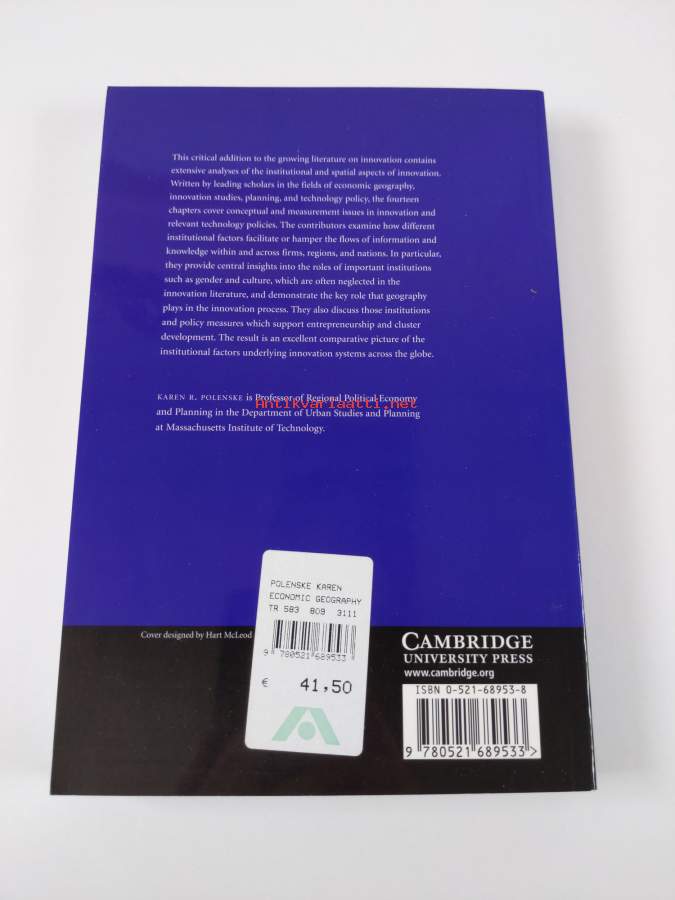 This critical addition to the growing literature on innovation contains
extensive analyses of the institutional and spatial aspects of innovation.
Written by leading scholars in the fields of economic geography,
innovation studies, planning, and technology policy, the fourteen
chapters cover conceptual and measurement issues in innovation and
relevant technology policies. The contributors examine how different
institutional factors facilitate or hamper the flows of information and
knowledge within and across firms, regions, and nations. In particular,
they provide central insights into the roles of important institutions
such as gender and culture, which are often neglected in the
innovation literature, and demonstrate the key role that geography
plays in the innovation process. They also discuss those institutions
and policy measures which support entrepreneurship and cluster
development. The result is an excellent comparative picture of the
institutional factors underlying innovation systems across the globe.
KAREN R. POLENSKE is Professor of Regional Political Economy
Antikvariaatti.net
and Planning in the Department of Urban Studies and Planning
at Massachusetts Institute of Technology.
POLENSKE KAREN
ECONOMIC GEOGRAPHY
TR 583 809 3111
9 780521 689533
€ 41,50
Cover designed by Hart McLeod
CAMBRIDGE
UNIVERSITY PRESS
www.cambridge.org
ISBN 0-521-68953-8
9 780521 689533>